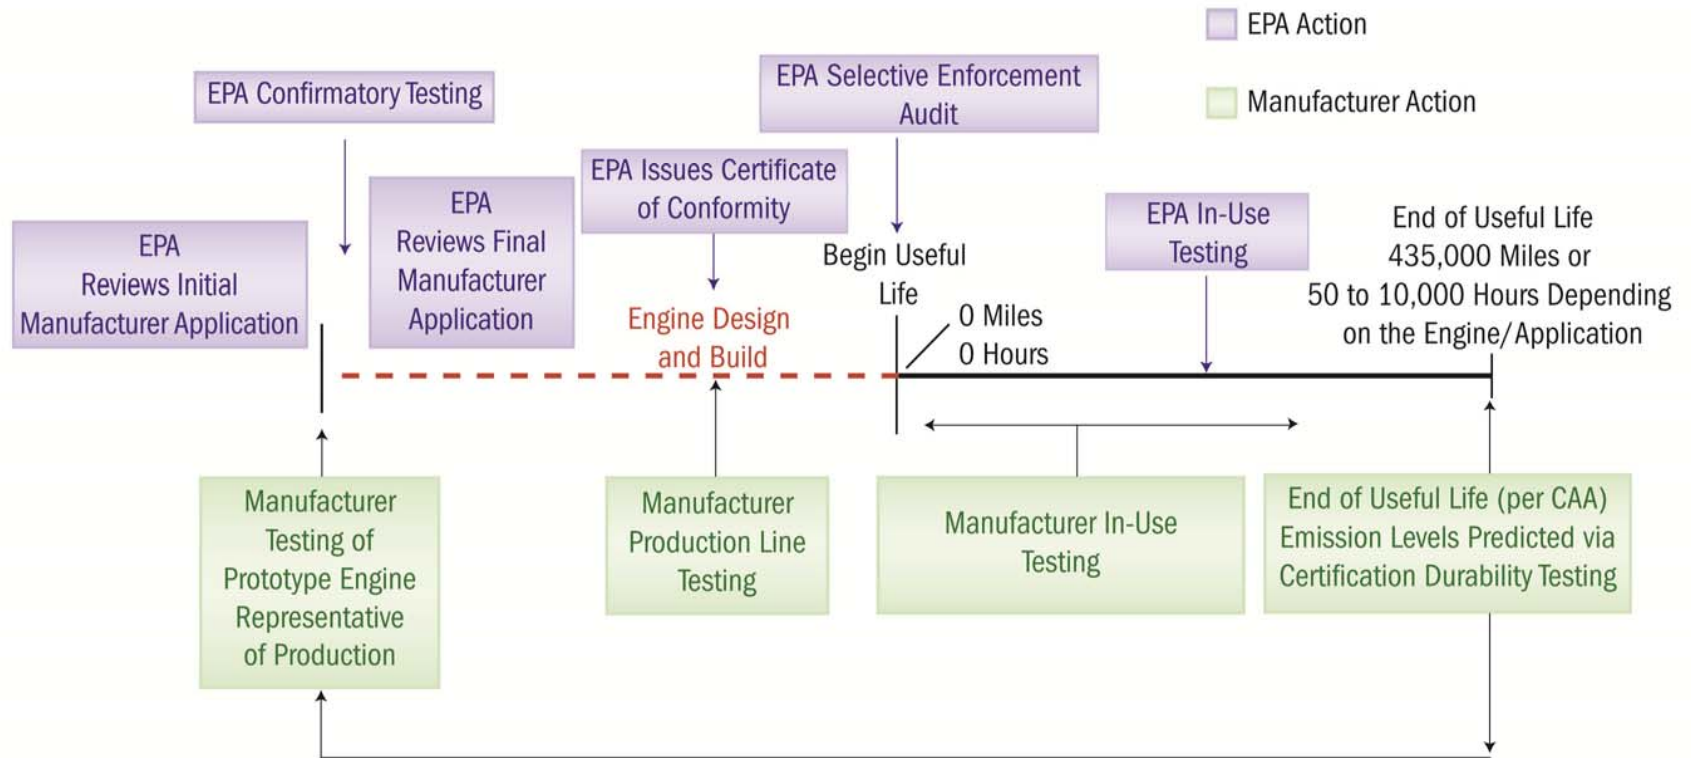 EPA Action
Manufacturer Action
EPA Confirmatory Testing
EPA Selective Enforcement
Audit
EPA
Reviews Initial
Manufacturer Application
EPA
Reviews Final
Manufacturer
Application
EPA Issues Certificate
of Conformity
Engine Design
and Build
Begin Useful
Life
0 Miles
0 Hours
EPA In-Use
Testing
End of Useful Life
435,000 Miles or
50 to 10,000 Hours Depending
on the Engine/Application
Manufacturer
Testing of
Prototype Engine
Representative
of Production
Manufacturer
Production Line
Testing
Manufacturer In-Use
Testing
End of Useful Life (per CAA)
Emission Levels Predicted via
Certification Durability Testing